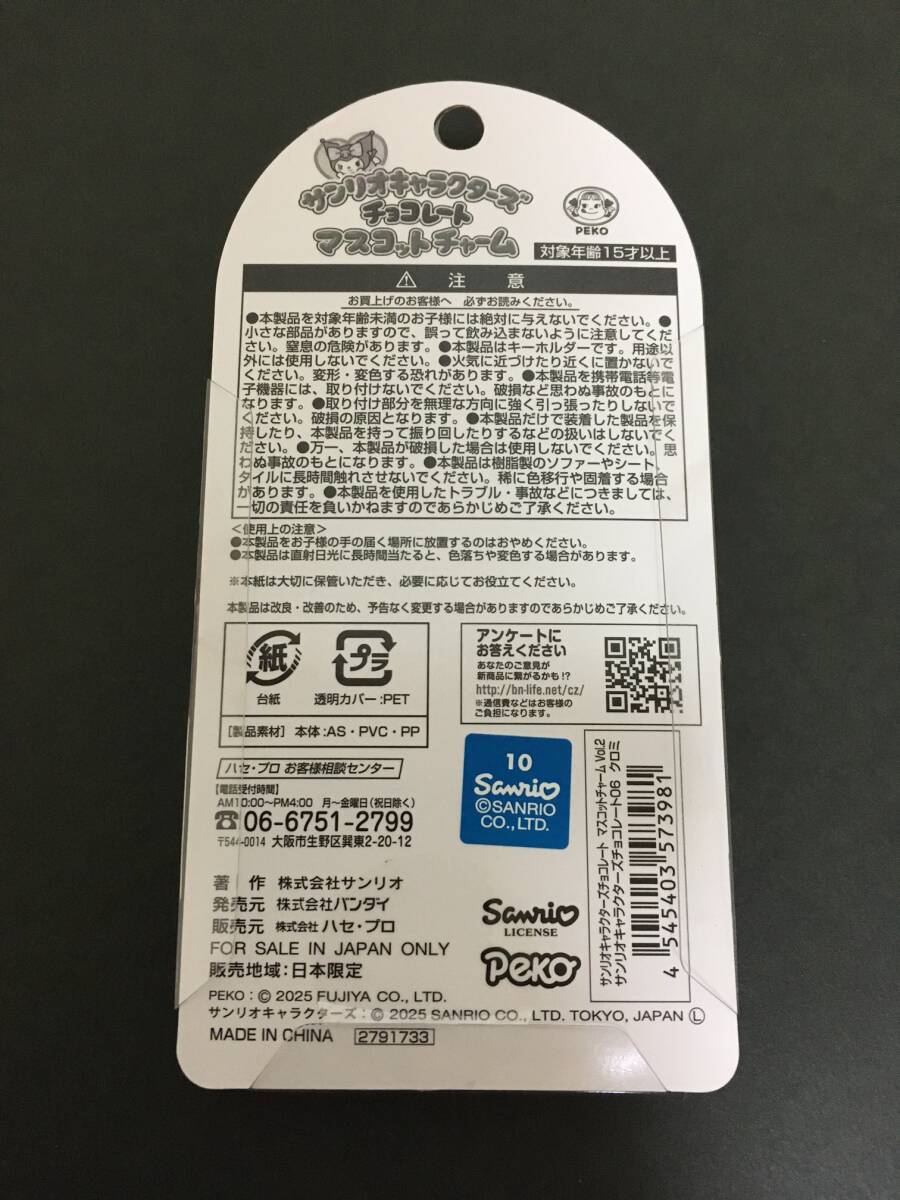 サンリオキャラクターズ
チョコレート
マスコットチャーム
PEKO
対象年齢15才以上
注意
お買上げのお客様へ 必ずお読みください。
●本製品を対象年齢未満のお子様には絶対に与えないでください。●
小さな部品がありますので、誤って飲み込まないように注意してくだ
さい。窒息の危険があります。●本製品はキーホルダーです。用途以
外には使用しないでください。●火気に近づけたり近くに置かないで
ください。変形・変色する恐れがあります。●本製品を携帯電話等電
子機器には、取り付けないでください。破損など思わぬ事故のもとに
なります。●取り付け部分を無理な方向に強く引っ張ったりしないで
ください。破損の原因となります。●本製品だけで装着した製品を保
持したり、本製品を持って振り回したりするなどの扱いはしないでくだ
さい。●万一、本製品が破損した場合は使用しないでください。思
わぬ事故のもとになります。●本製品は樹脂製のソファーやシート、
タイルに長時間触れさせないでください。稀に色移行や固着する場合
があります。●本製品を使用したトラブル・事故などにつきましては、
一切の責任を負いかねますのであらかじめご了承ください。
<使用上の注意>
●本製品をお子様の手の届く場所に放置するのはおやめください。
●本製品は直射日光に長時間当たると、色落ちや変色する場合があります。
※本紙は大切に保管いただき、必要に応じてお役立てください。
本製品は改良・改善のため、予告なく変更する場合がありますのであらかじめご了承ください。
紙
台紙
プラ
透明カバー:PET
[製品素材] 本体:AS・PVC・PP
アンケートに
お答えください
あなたのご意見が
新商品に繋がるかも!?
http://bn-life.net/cz/
※通信費などはお客様の
ご負担になります。
ハセ・プロ お客様相談センター
【電話受付時間】
AM10:00〜PM4:00 月〜金曜日(祝日除く)
☎06-6751-2799
〒544-0014 大阪市生野区巽東2-20-12
10
Sanrio
©SANRIO
CO.,LTD.
著 作 株式会社サンリオ
発売元 株式会社バンダイ
販売元 株式会社 ハセ・プロ
FOR SALE IN JAPAN ONLY
販売地域:日本限定
Sanrio
LICENSE
PeKo
サンリオキャラクターズチョコレート マスコットチャーム Vol.2
サンリオキャラクターズチョコレート06 クロミ
4 545403 573981
PEKO:© 2025 FUJIYA CO., LTD.
サンリオキャラクターズ:© 2025 SANRIO CO., LTD. TOKYO, JAPAN Ⓛ
MADE IN CHINA 2791733